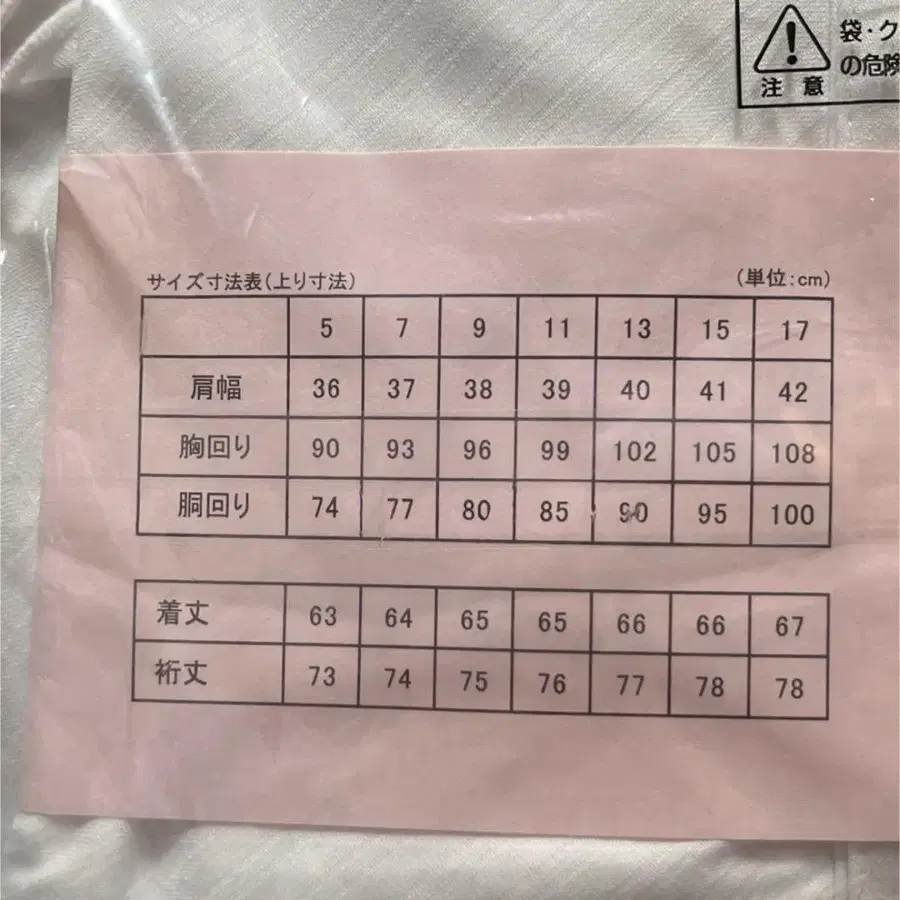 袋・ク
の危険
注 意
サイズ寸法表(上り寸法)
(単位:cm)
5 7 9 11 13 15 17
肩幅 36 37 38 39 40 41 42
胸回り 90 93 96 99 102 105 108
胴回り 74 77 80 85 90 95 100
着丈 63 64 65 65 66 66 67
裄丈 73 74 75 76 77 78 78